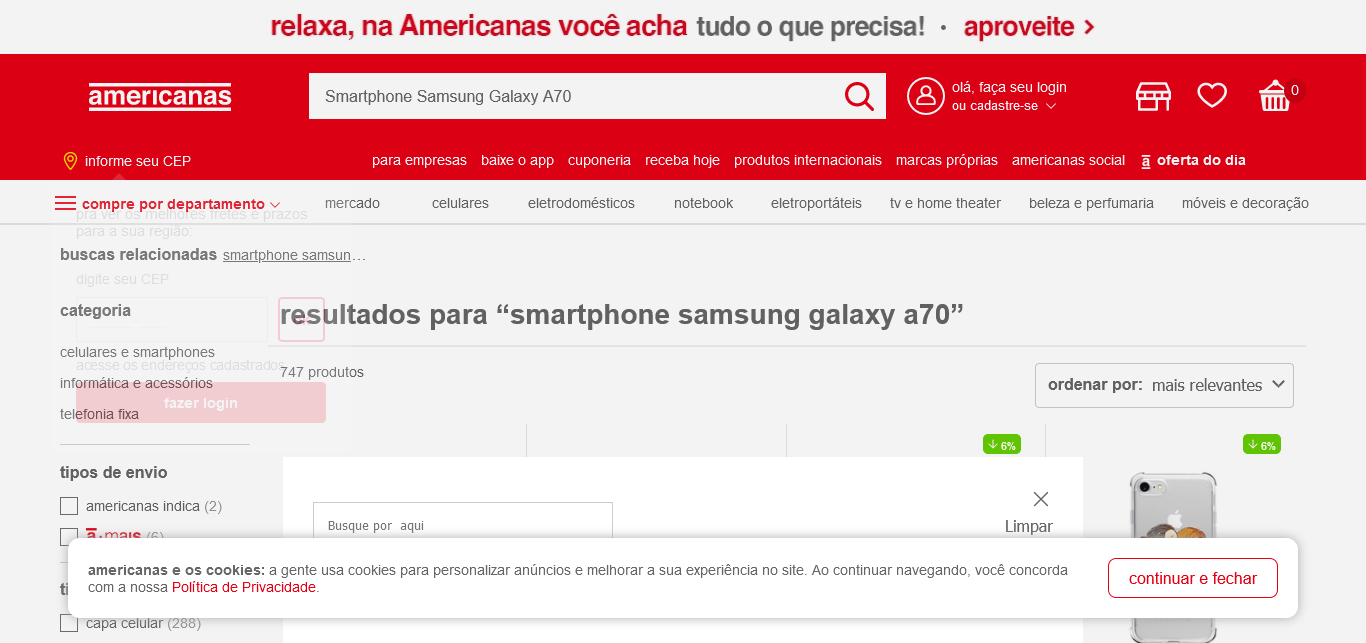 relaxa, na Americanas você acha tudo o que precisa! · aproveite >
americanas
Smartphone Samsung Galaxy A70
olá, faça seu login
ou cadastre-se
0
informe seu CEP
para empresas baixe o app cuponeria receba hoje produtos internacionais marcas próprias americanas social a oferta do dia
compre por departamento mercado celulares eletrodomésticos notebook eletroportáteis tv e home theater beleza e perfumaria móveis e decoração
pra ver os melhores fretes e prazos
para a sua região:
buscas relacionadas smartphone samsun...
digite seu CEP
categoria
resultados para “smartphone samsung galaxy a70”
celulares e smartphones
acesse os endereços cadastrados
747 produtos
informática e acessórios
ordenar por: mais relevantes
fazer login
telefonia fixa
6%
6%
tipos de envio
americanas indica (2)
Busque por aqui
Limpar
a+mais (6)
americanas e os cookies: a gente usa cookies para personalizar anúncios e melhorar a sua experiência no site. Ao continuar navegando, você concorda
com a nossa Política de Privacidade.
continuar e fechar
capa celular (288)